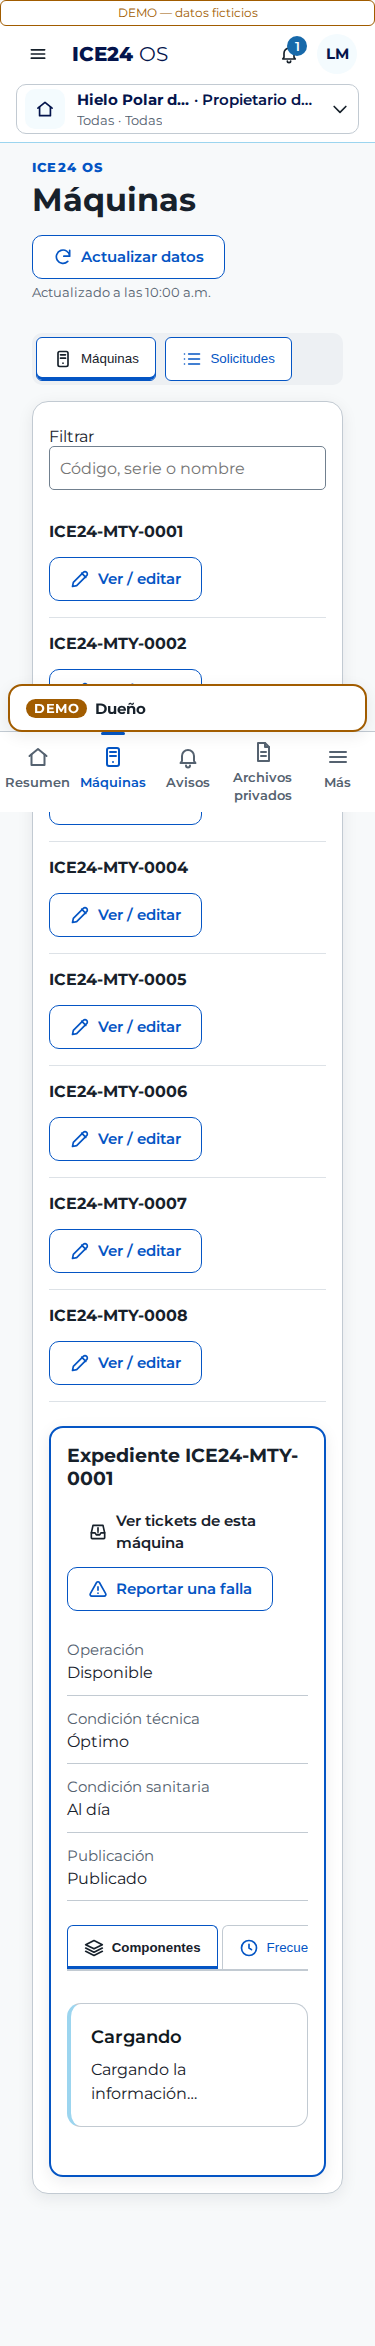 DEMO — datos ficticios
ICE24 OS
1
LM
Hielo Polar d... · Propietario d...
Todas · Todas
ICE24 OS
Máquinas
Actualizar datos
Actualizado a las 10:00 a.m.
Máquinas
Solicitudes
Filtrar
Código, serie o nombre
ICE24-MTY-0001
Ver / editar
ICE24-MTY-0002
DEMO Dueño
Resumen
Máquinas
Avisos
Archivos privados
Más
ICE24-MTY-0004
Ver / editar
ICE24-MTY-0005
Ver / editar
ICE24-MTY-0006
Ver / editar
ICE24-MTY-0007
Ver / editar
ICE24-MTY-0008
Ver / editar
Expediente ICE24-MTY-
0001
Ver tickets de esta
máquina
Reportar una falla
Operación
Disponible
Condición técnica
Óptimo
Condición sanitaria
Al día
Publicación
Publicado
Componentes
Frecue
Cargando
Cargando la
información...